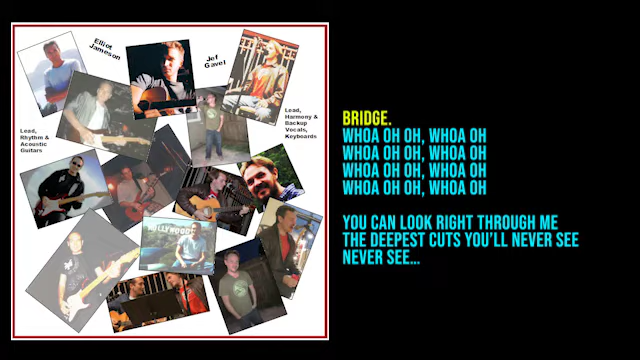 Elliot
Jameson
Jef
Gavel
Lead,
Rhythm &
Acoustic
Guitars
Lead,
Harmony &
Backup
Vocals,
Keyboards
HOLLYWOOD
BRIDGE.
WHOA OH OH, WHOA OH
WHOA OH OH, WHOA OH
WHOA OH OH, WHOA OH
WHOA OH OH, WHOA OH
YOU CAN LOOK RIGHT THROUGH ME
THE DEEPEST CUTS YOU'LL NEVER SEE
NEVER SEE...